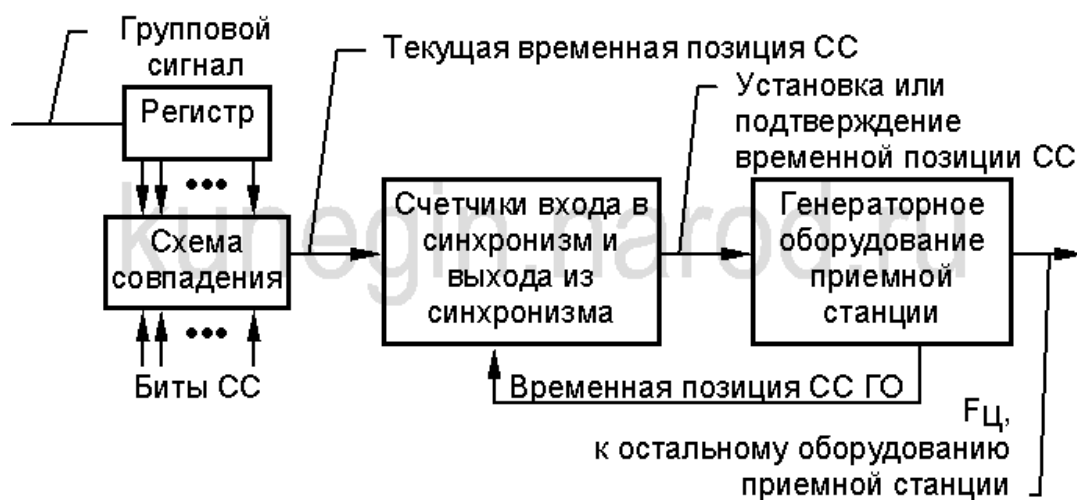 Групповой
сигнал
Текущая временная позиция СС
Установка или
подтверждение
временной позиции СС
Регистр
Схема
совпадения
Счетчики входа в
синхронизм и
выхода из
синхронизма
Генераторное
оборудование
приемной
станции
kunegin.narod.ru
Биты СС
Временная позиция СС ГО
Fц,
к остальному оборудованию
приемной станции